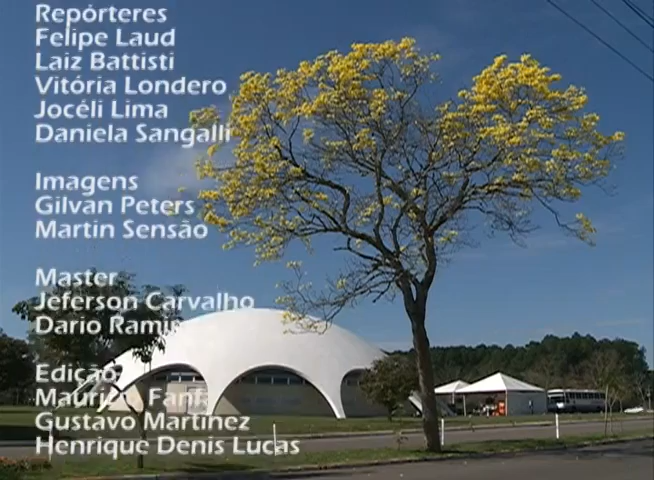 Repórteres
Felipe Laud
Laiz Battisti
Vitória Londero
Jocéli Lima
Daniela Sangalli
Imagens
Gilvan Peters
Martin Sensão
Master
Jeferson Carvalho
Dario Ramir
Edição
Gustavo Martinez
Henrique Denis Lucas